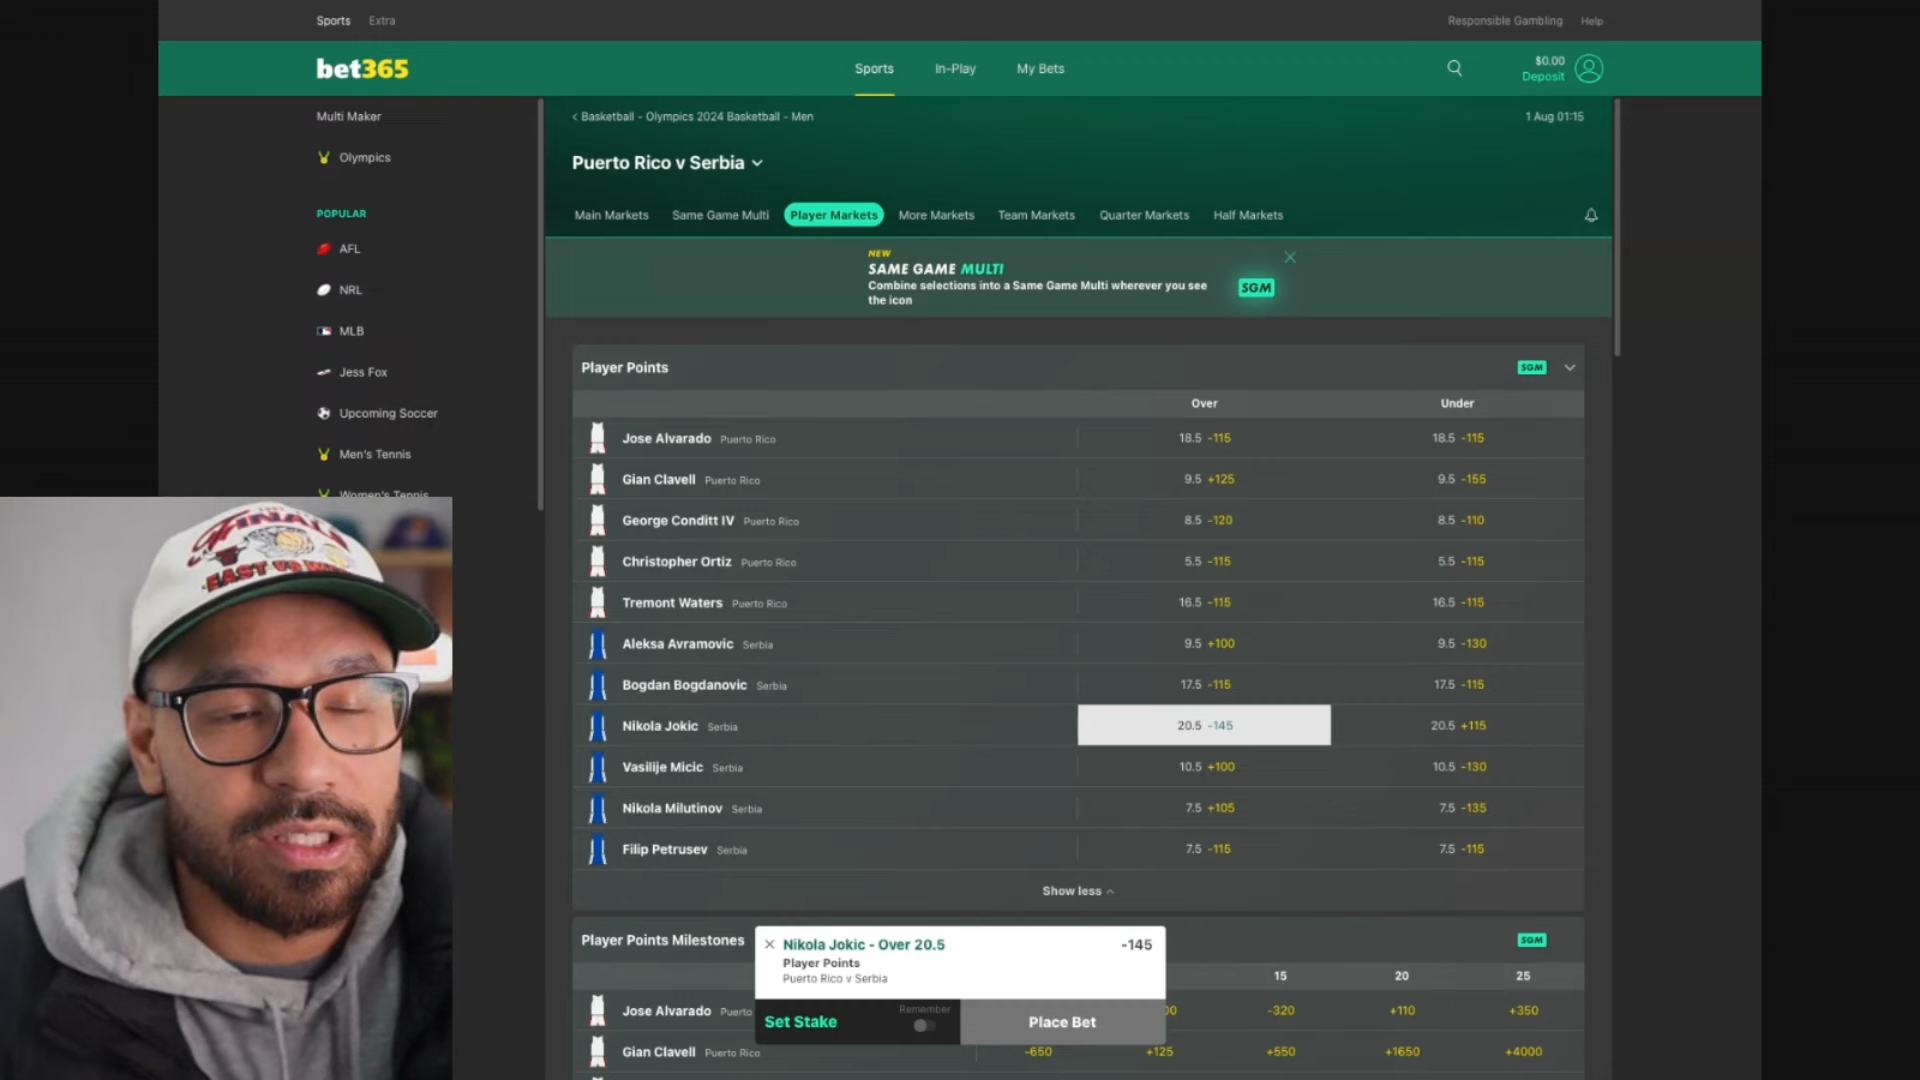 Sports Extra Responsible Gambling Help
bet365 Sports In-Play My Bets $0.00
Deposit
Multi Maker
Olympics
POPULAR
AFL
NRL
MLB
Jess Fox
Upcoming Soccer
Men's Tennis
Women's Tennis
< Basketball - Olympics 2024 Basketball - Men 1 Aug 01:15
Puerto Rico v Serbia
Main Markets Same Game Multi Player Markets More Markets Team Markets Quarter Markets Half Markets
NEW
SAME GAME MULTI
Combine selections into a Same Game Multi wherever you see
the icon
SGM
Player Points SGM
Over Under
Jose Alvarado Puerto Rico 18.5 -115 18.5 -115
Gian Clavell Puerto Rico 9.5 +125 9.5 -155
George Conditt IV Puerto Rico 8.5 -120 8.5 -110
Christopher Ortiz Puerto Rico 5.5 -115 5.5 -115
Tremont Waters Puerto Rico 16.5 -115 16.5 -115
Aleksa Avramovic Serbia 9.5 +100 9.5 -130
Bogdan Bogdanovic Serbia 17.5 -115 17.5 -115
Nikola Jokic Serbia 20.5 -145 20.5 +115
Vasilije Micic Serbia 10.5 +100 10.5 -130
Nikola Milutinov Serbia 7.5 +105 7.5 -135
Filip Petrusev Serbia 7.5 -115 7.5 -115
Show less
Player Points Milestones SGM
15 20 25
Jose Alvarado Puerto 00 -320 +110 +350
Gian Clavell Puerto Rico -650 +125 +550 +1650 +4000
Nikola Jokic - Over 20.5 -145
Player Points
Puerto Rico v Serbia
Set Stake Remember Place Bet
FINALS
EAST VS